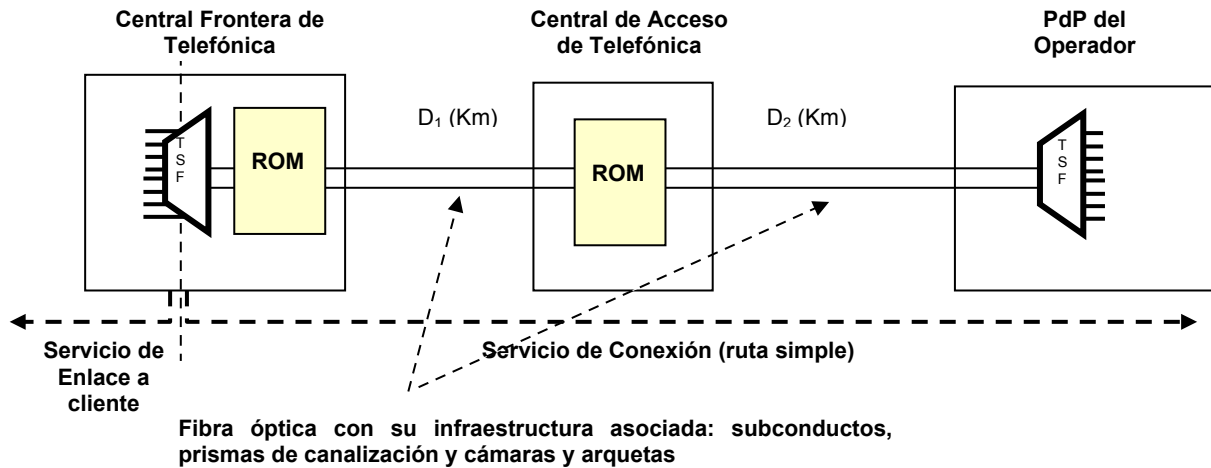 Central Frontera de
Telefónica
Central de Acceso
de Telefónica
PdP del
Operador
D₁ (Km)
D₂ (Km)
T
S
F
ROM
ROM
T
S
F
Servicio de
Enlace a
cliente
Servicio de Conexión (ruta simple)
Fibra óptica con su infraestructura asociada: subconductos,
prismas de canalización y cámaras y arquetas